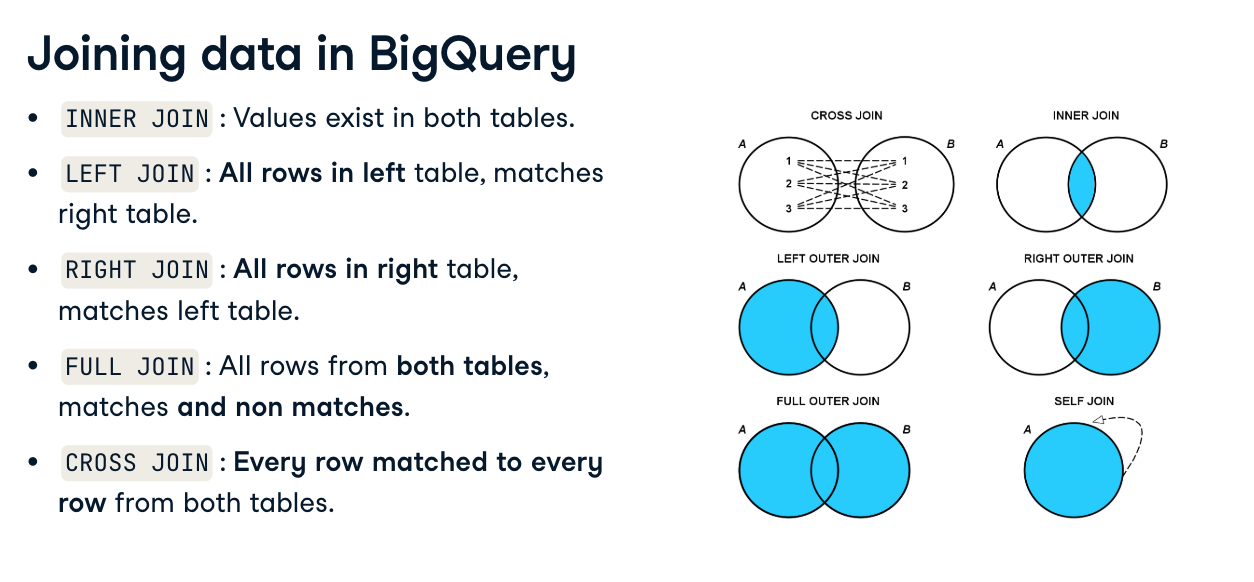 Joining data in BigQuery
• INNER JOIN : Values exist in both tables.
• LEFT JOIN : All rows in left table, matches
right table.
• RIGHT JOIN : All rows in right table,
matches left table.
• FULL JOIN : All rows from both tables,
matches and non matches.
• CROSS JOIN : Every row matched to every
row from both tables.
CROSS JOIN
A B
1 1
2 2
3 3
INNER JOIN
A B
LEFT OUTER JOIN
A B
RIGHT OUTER JOIN
A B
FULL OUTER JOIN
A B
SELF JOIN
A